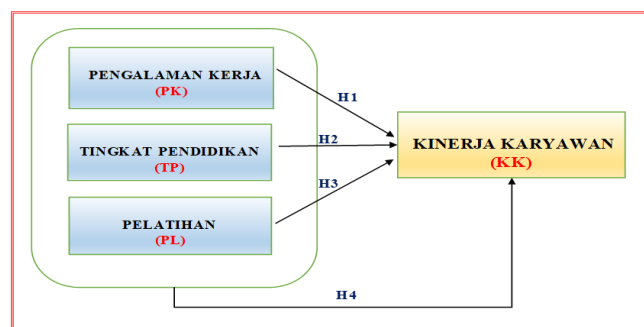 PENGALAMAN KERJA
(PK)
H1
TINGKAT PENDIDIKAN
(TP)
H2
KINERJA KARYAWAN
(KK)
H3
PELATIHAN
(PL)
H4